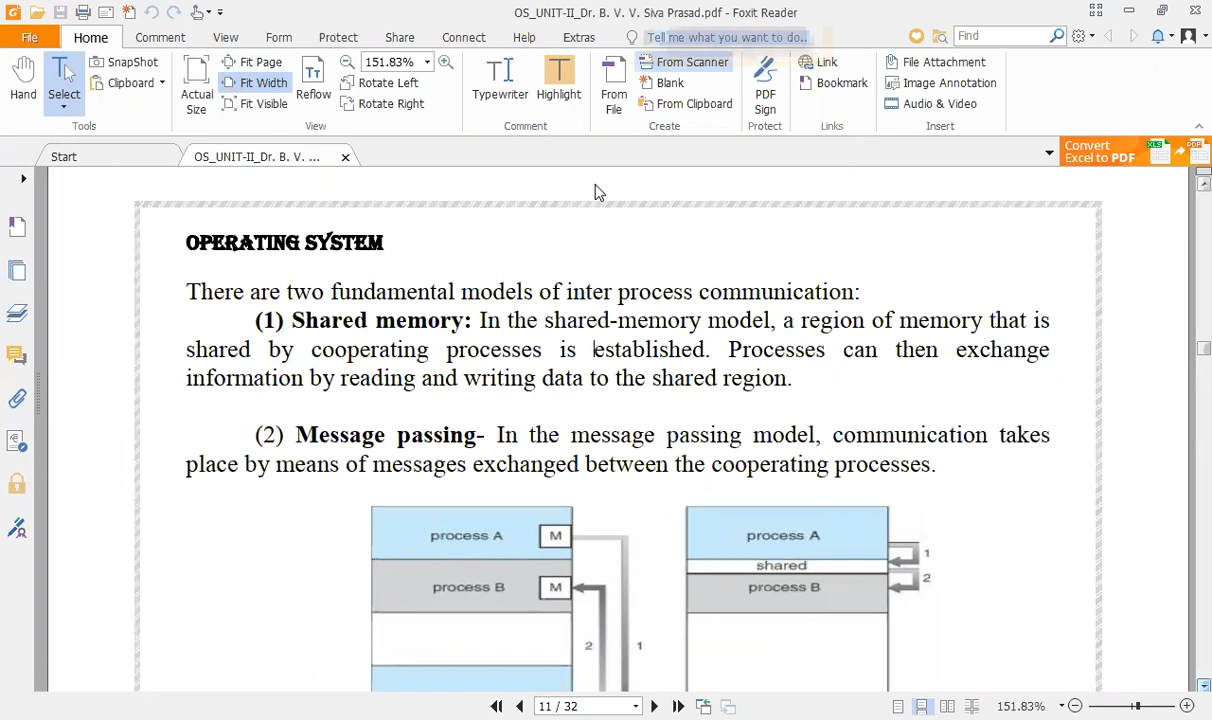 OS_UNIT-II_Dr. B. V. V. Siva Prasad.pdf - Foxit Reader
File Home Comment View Form Protect Share Connect Help Extras Tell me what you want to do.. Find
Hand
Select
SnapShot
Clipboard
Tools
Actual Size
Fit Page
Fit Width
Fit Visible
Reflow
151.83%
Rotate Left
Rotate Right
View
Typewriter
Highlight
Comment
From File
From Scanner
Blank
From Clipboard
Create
PDF Sign
Protect
Link
Bookmark
Links
File Attachment
Image Annotation
Audio & Video
Insert
Start
OS_UNIT-II_Dr. B. V. V. ...
Convert
Excel to PDF
XLS
PDF
OPERATING SYSTEM
There are two fundamental models of inter process communication:
(1) Shared memory: In the shared-memory model, a region of memory that is
shared by cooperating processes is established. Processes can then exchange
information by reading and writing data to the shared region.
(2) Message passing- In the message passing model, communication takes
place by means of messages exchanged between the cooperating processes.
process A M
process B M
2 1
process A
shared
process B
1
2
11 / 32
151.83%